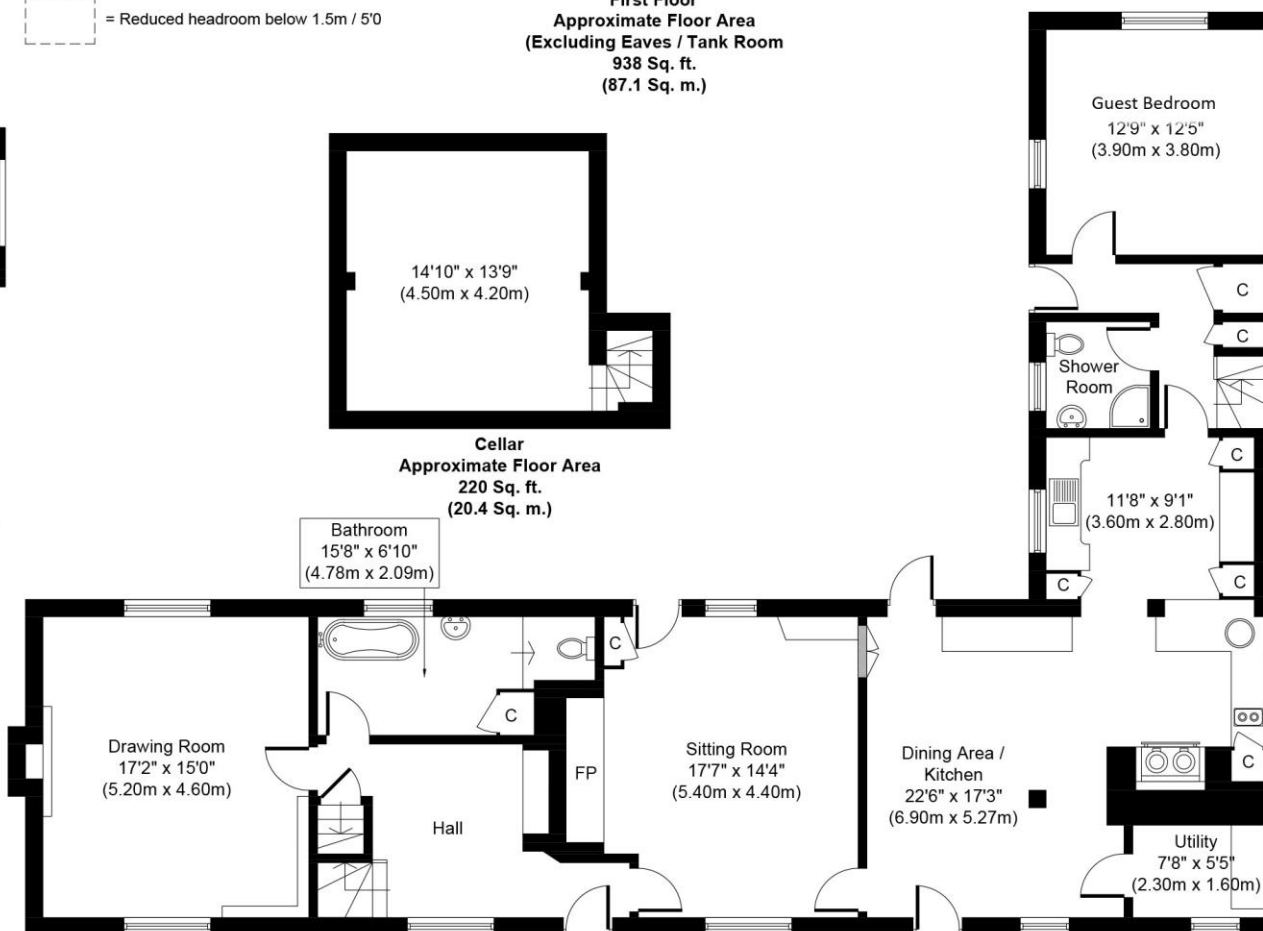 = Reduced headroom below 1.5m / 5'0
First Floor
Approximate Floor Area
(Excluding Eaves / Tank Room
938 Sq. ft.
(87.1 Sq. m.)
Guest Bedroom
12'9" x 12'5"
(3.90m x 3.80m)
14'10" x 13'9"
(4.50m x 4.20m)
C
C
Shower
Room
Cellar
Approximate Floor Area
220 Sq. ft.
(20.4 Sq. m.)
C
11'8" x 9'1"
(3.60m x 2.80m)
C
C
Bathroom
15'8" x 6'10"
(4.78m x 2.09m)
C
C
Drawing Room
17'2" x 15'0"
(5.20m x 4.60m)
Hall
FP
Sitting Room
17'7" x 14'4"
(5.40m x 4.40m)
Dining Area /
Kitchen
22'6" x 17'3"
(6.90m x 5.27m)
C
Utility
7'8" x 5'5"
(2.30m x 1.60m)